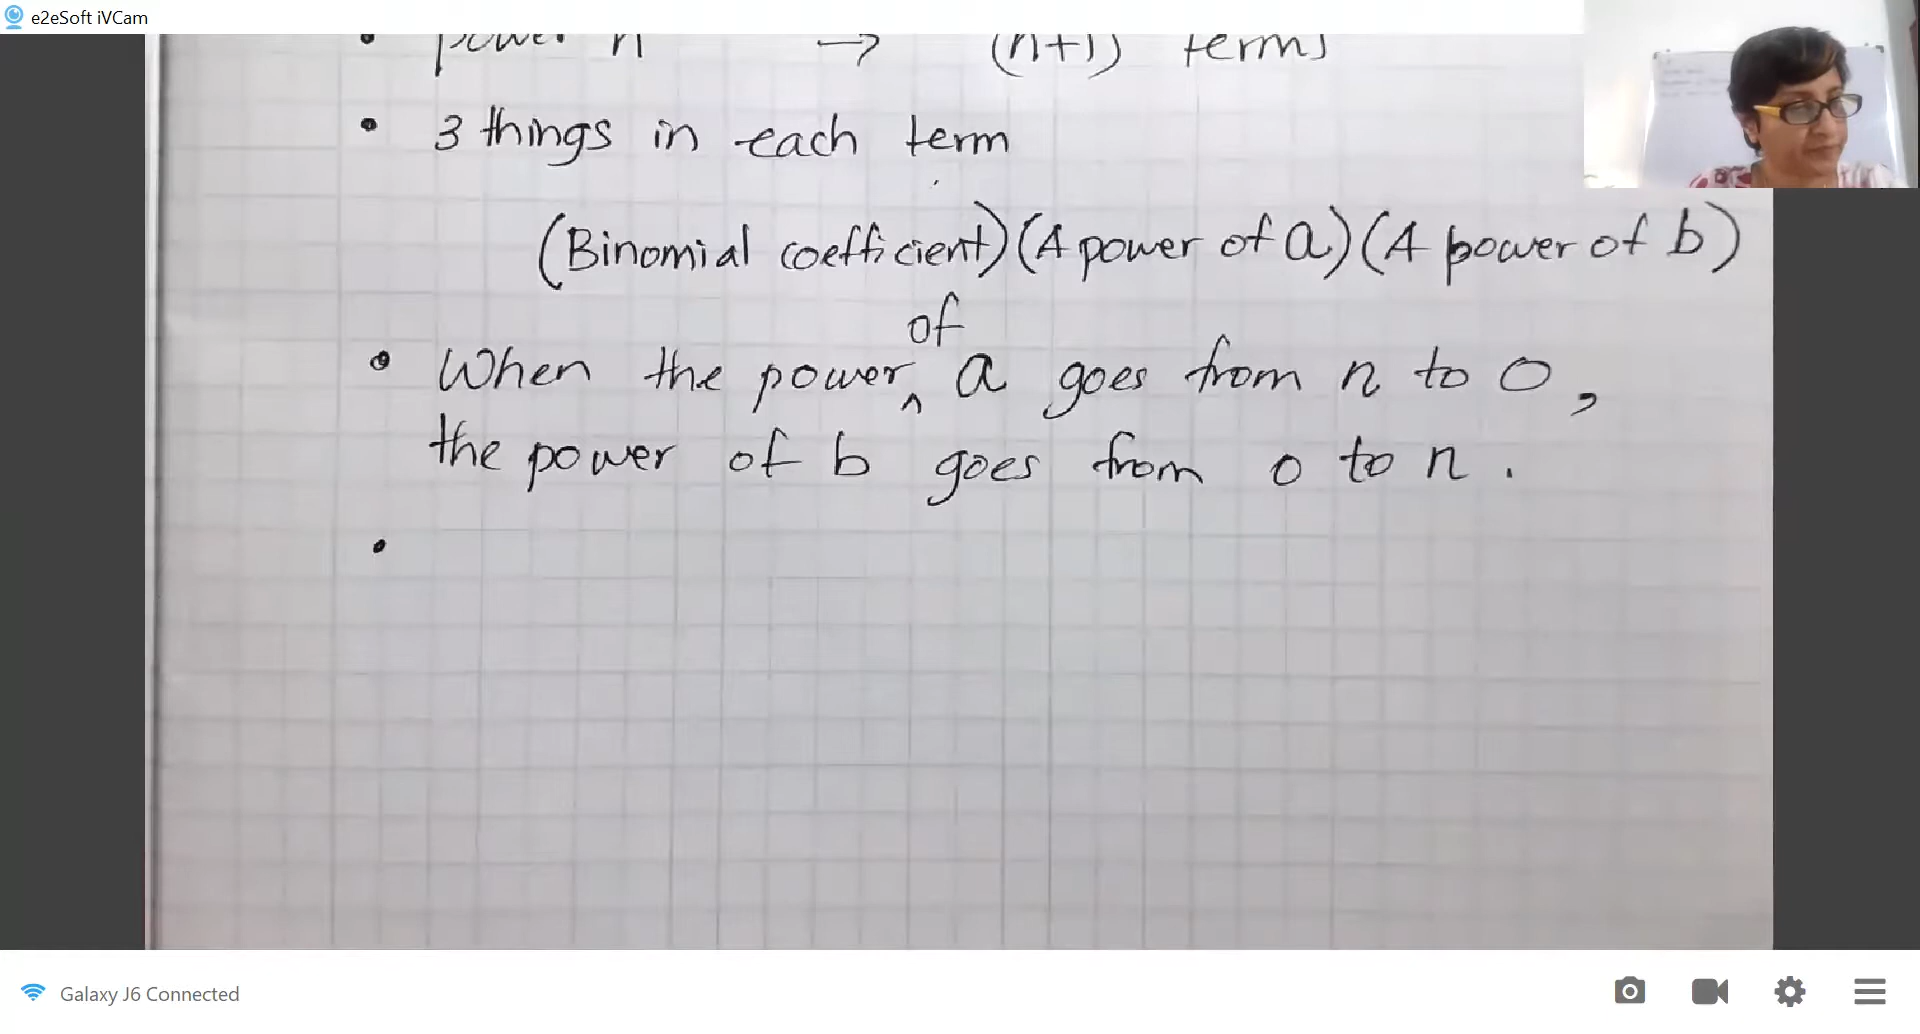 e2eSoft iVCam
• power n → (n+1) terms
• 3 things in each term
(Binomial coefficient)(A power of a)(A power of b)
of
• When the power ^ a goes from n to 0,
the power of b goes from 0 to n.
•
Galaxy J6 Connected